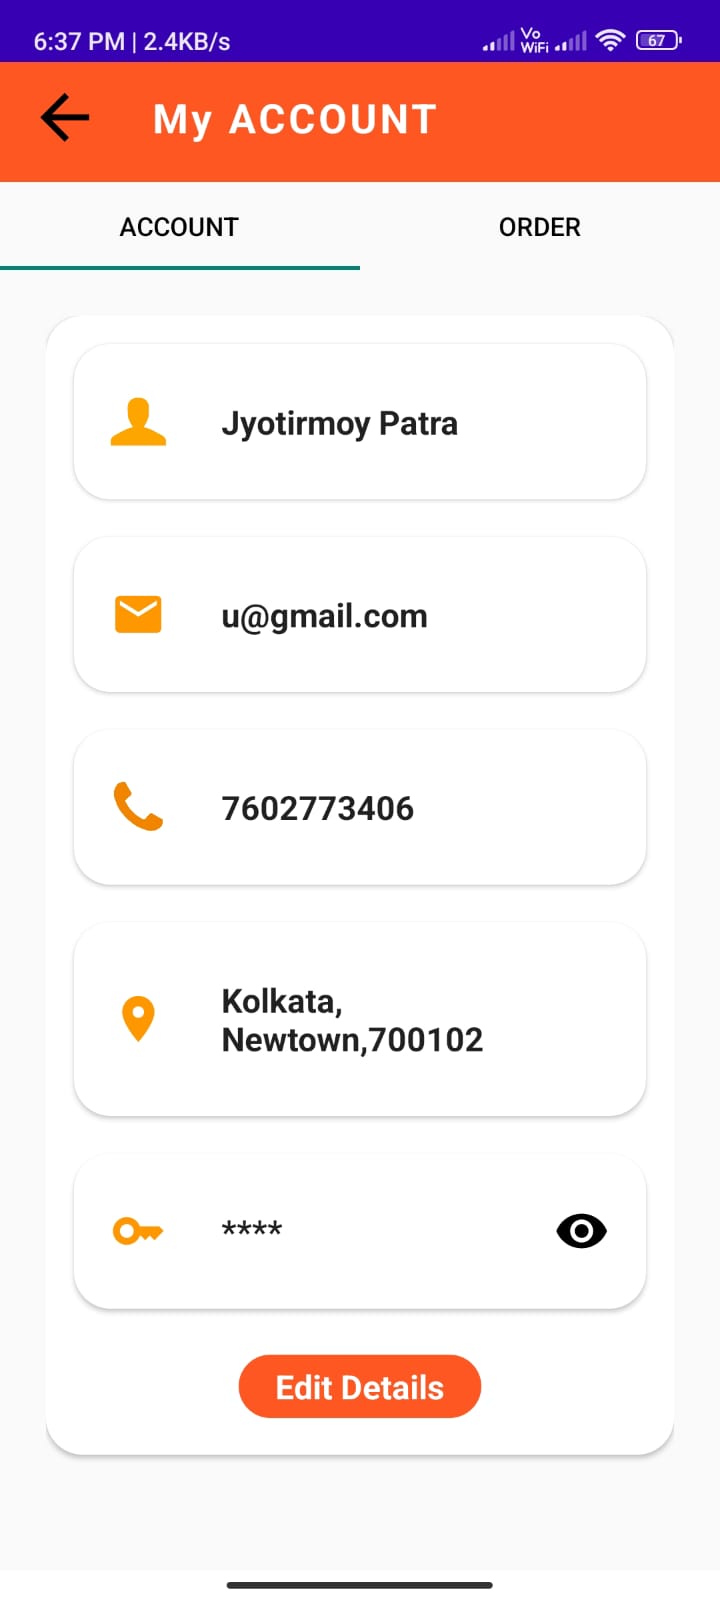 6:37 PM | 2.4KB/s
Vo
WiFi
67
My ACCOUNT
ACCOUNT
ORDER
Jyotirmoy Patra
u@gmail.com
7602773406
Kolkata,
Newtown,700102
****
Edit Details